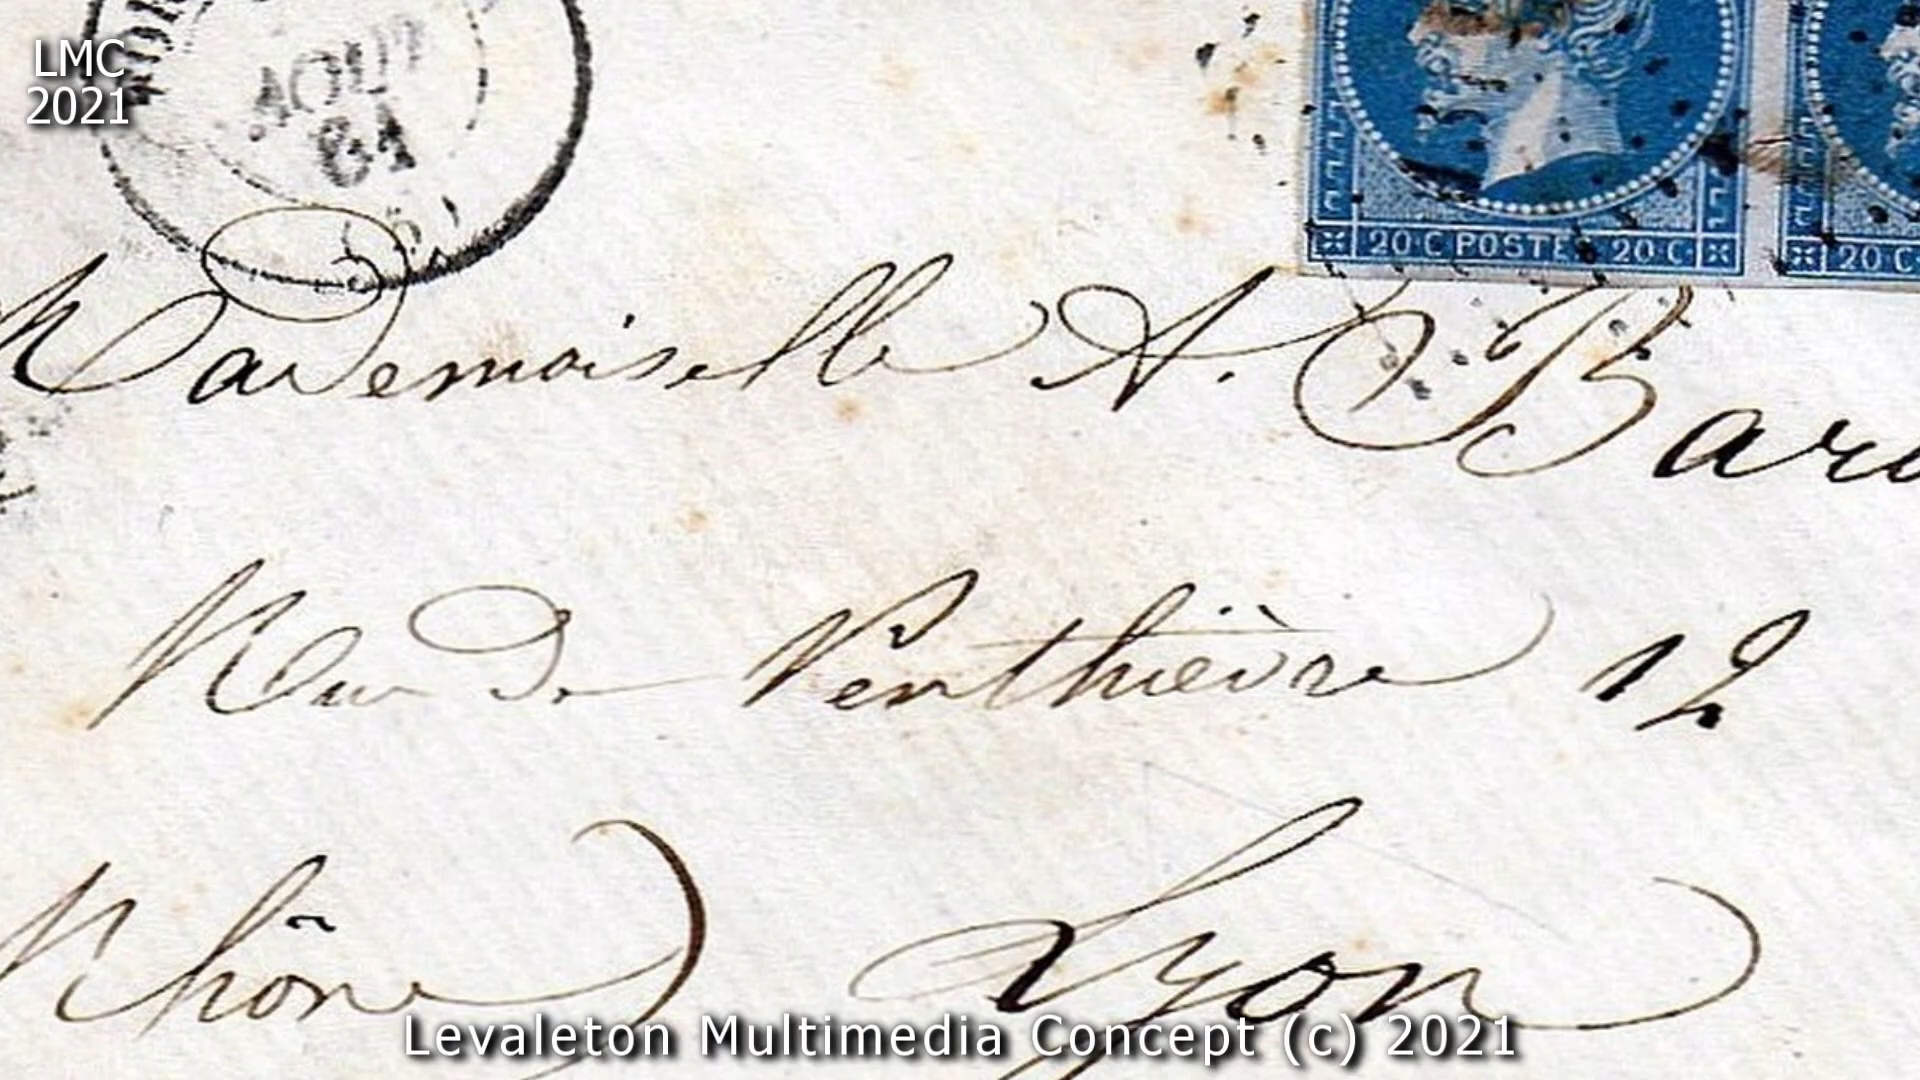 LMC
2021
AOUT
61
20·C POSTE 20·C
20·C
Mademoiselle A. Bar
Rue de Penthièvre 12
Rhône Lyon
Levaleton Multimedia Concept (c) 2021